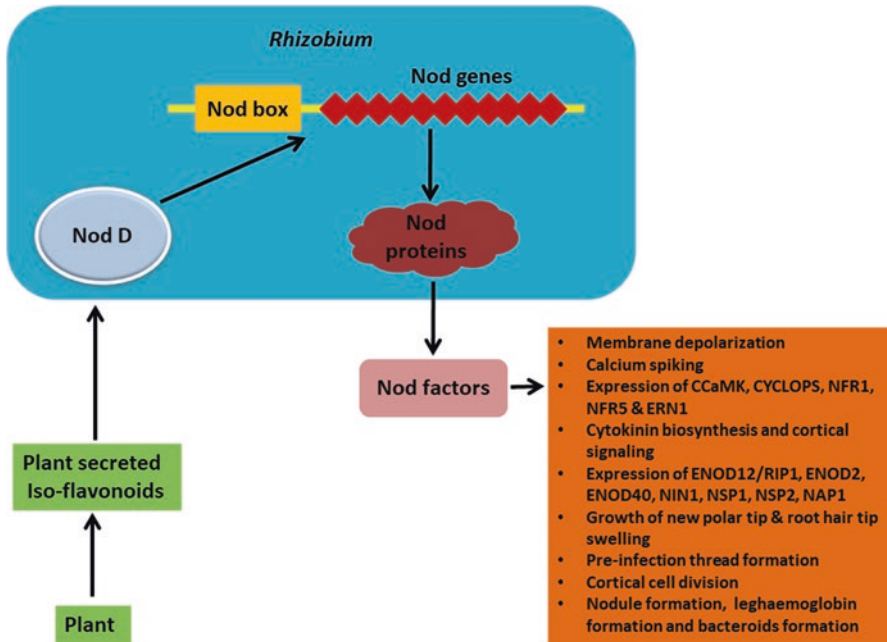 Rhizobium
Nod genes
Nod box
Nod D
Nod
proteins
Nod factors
Plant secreted
Iso-flavonoids
Plant
• Membrane depolarization
• Calcium spiking
• Expression of CCaMK, CYCLOPS, NFR1,
NFR5 & ERN1
• Cytokinin biosynthesis and cortical
signaling
• Expression of ENOD12/RIP1, ENOD2,
ENOD40, NIN1, NSP1, NSP2, NAP1
• Growth of new polar tip & root hair tip
swelling
• Pre-infection thread formation
• Cortical cell division
• Nodule formation, leghaemoglobin
formation and bacteroids formation